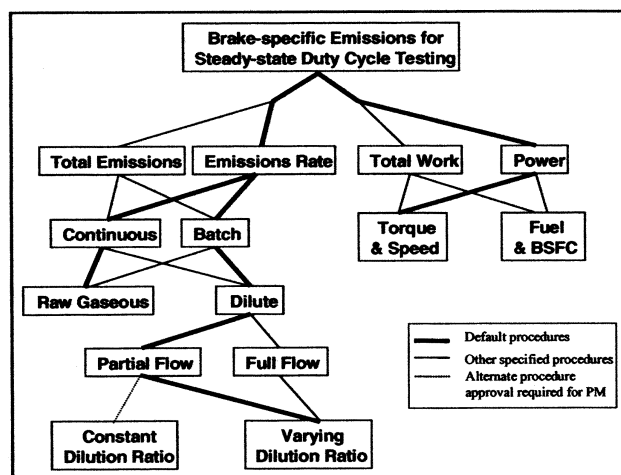 Brake-specific Emissions for
Steady-state Duty Cycle Testing
Total Emissions
Emissions Rate
Total Work
Power
Continuous
Batch
Torque
& Speed
Fuel
& BSFC
Raw Gaseous
Dilute
Partial Flow
Full Flow
Constant
Dilution Ratio
Varying
Dilution Ratio
Default procedures
Other specified procedures
Alternate procedure
approval required for PM